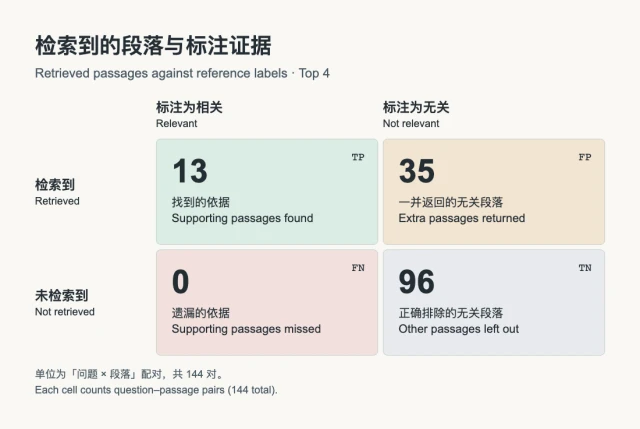 检索到的段落与标注证据
Retrieved passages against reference labels · Top 4
标注为相关
Relevant
标注为无关
Not relevant
检索到
Retrieved
TP
13
找到的依据
Supporting passages found
FP
35
一并返回的无关段落
Extra passages returned
未检索到
Not retrieved
FN
0
遗漏的依据
Supporting passages missed
TN
96
正确排除的无关段落
Other passages left out
单位为「问题 × 段落」配对，共 144 对。
Each cell counts question–passage pairs (144 total).